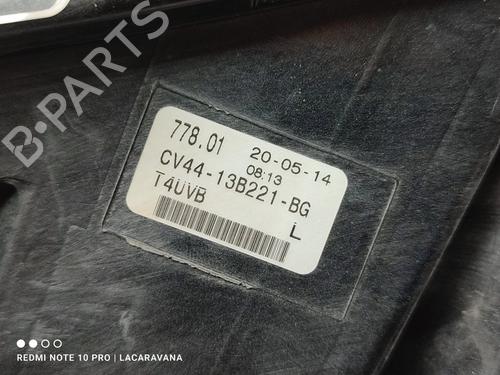 B-PARTS
778.01 20-05-14
08:13
CV44-13B221-BG
T4UVB L
REDMI NOTE 10 PRO | LACARAVANA